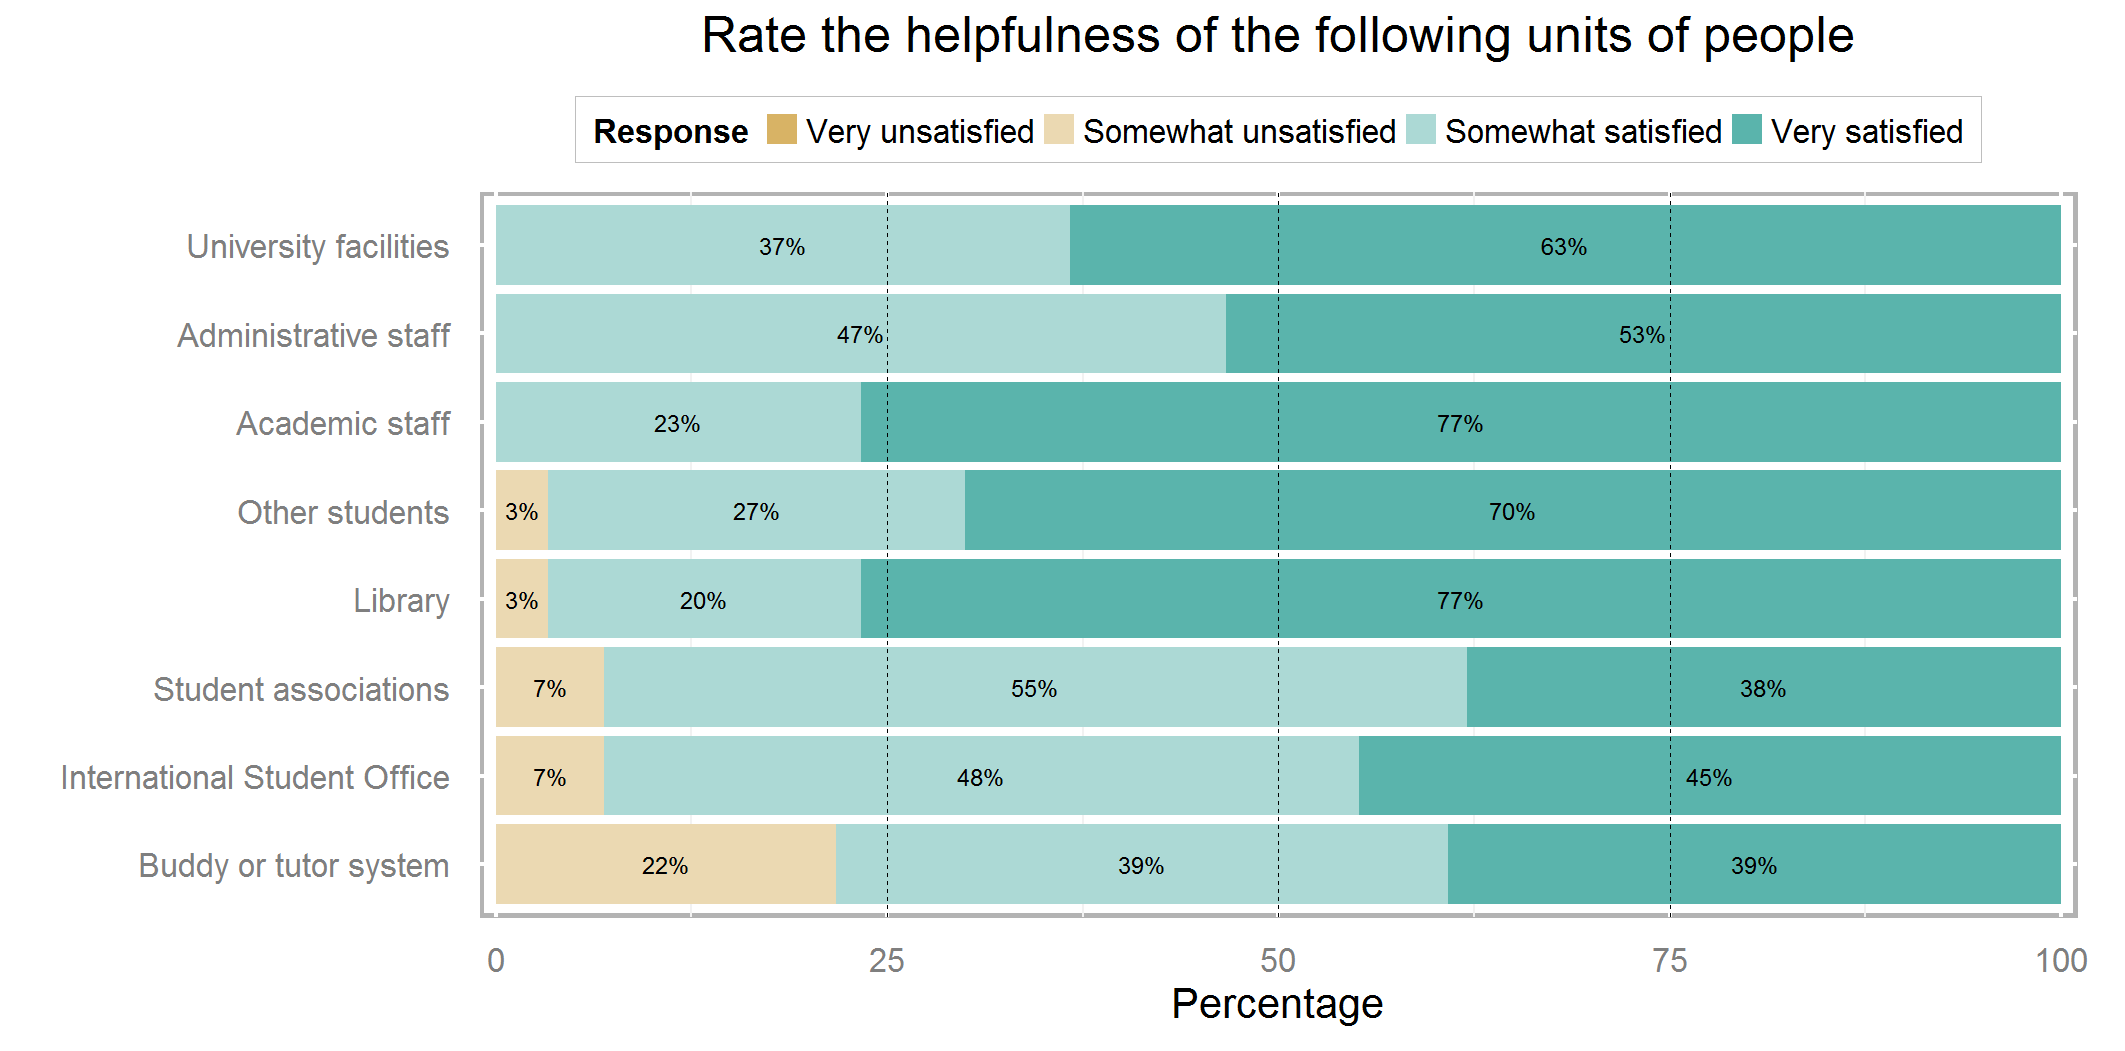 Rate the helpfulness of the following units of people
Response Very unsatisfied Somewhat unsatisfied Somewhat satisfied Very satisfied
University facilities 37% 63%
Administrative staff 47% 53%
Academic staff 23% 77%
Other students 3% 27% 70%
Library 3% 20% 77%
Student associations 7% 55% 38%
International Student Office 7% 48% 45%
Buddy or tutor system 22% 39% 39%
0 25 50 75 100
Percentage